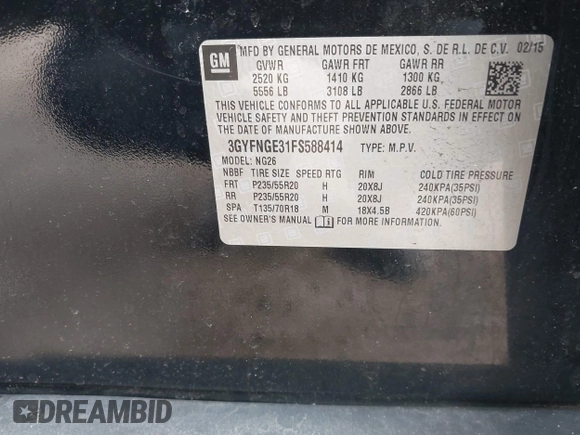 GM
MFD BY GENERAL MOTORS DE MEXICO, S. DE R.L. DE C.V. 02/15
GVWR GAWR FRT GAWR RR
2520 KG 1410 KG 1300 KG
5556 LB 3108 LB 2866 LB
THIS VEHICLE CONFORMS TO ALL APPLICABLE U.S. FEDERAL MOTOR
VEHICLE SAFETY AND THEFT PREVENTION STANDARDS IN EFFECT ON
THE DATE OF MANUFACTURE SHOWN ABOVE.
3GYFNGE31FS588414 TYPE: M.P.V.
MODEL: NG26
NBBF TIRE SIZE SPEED RTG RIM COLD TIRE PRESSURE
FRT P235/55R20 H 20X8J 240KPA(35PSI)
RR P235/55R20 H 20X8J 240KPA(35PSI)
SPA T135/70R18 M 18X4.5B 420KPA(60PSI)
SEE OWNER'S MANUAL FOR MORE INFORMATION.
DREAMBID